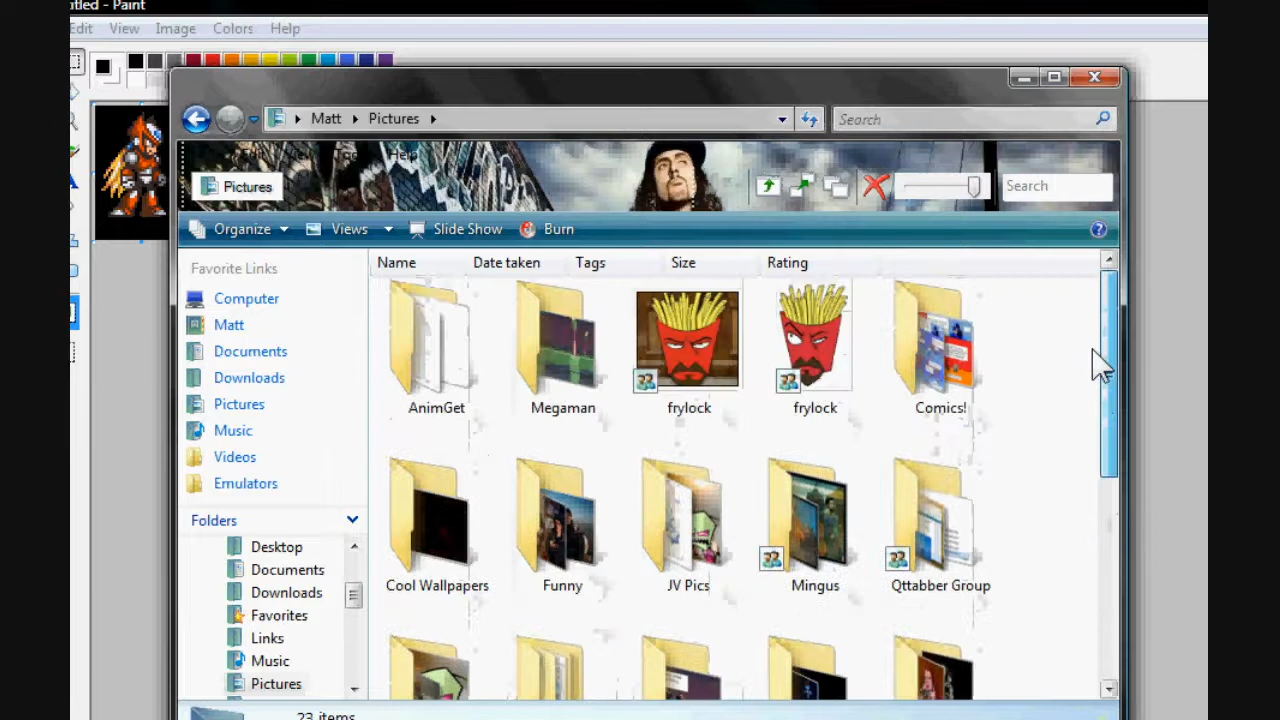 titled - Paint
Edit View Image Colors Help
Matt Pictures
Search
Help
Pictures
Search
Organize Views Slide Show Burn
Favorite Links
Name Date taken Tags Size Rating
Computer
Matt
Documents
Downloads
Pictures
Music
Videos
Emulators
AnimGet Megaman frylock frylock Comics!
Folders
Desktop
Documents
Downloads
Favorites
Links
Music
Pictures
Cool Wallpapers Funny JV Pics Mingus Qttabber Group
23 items